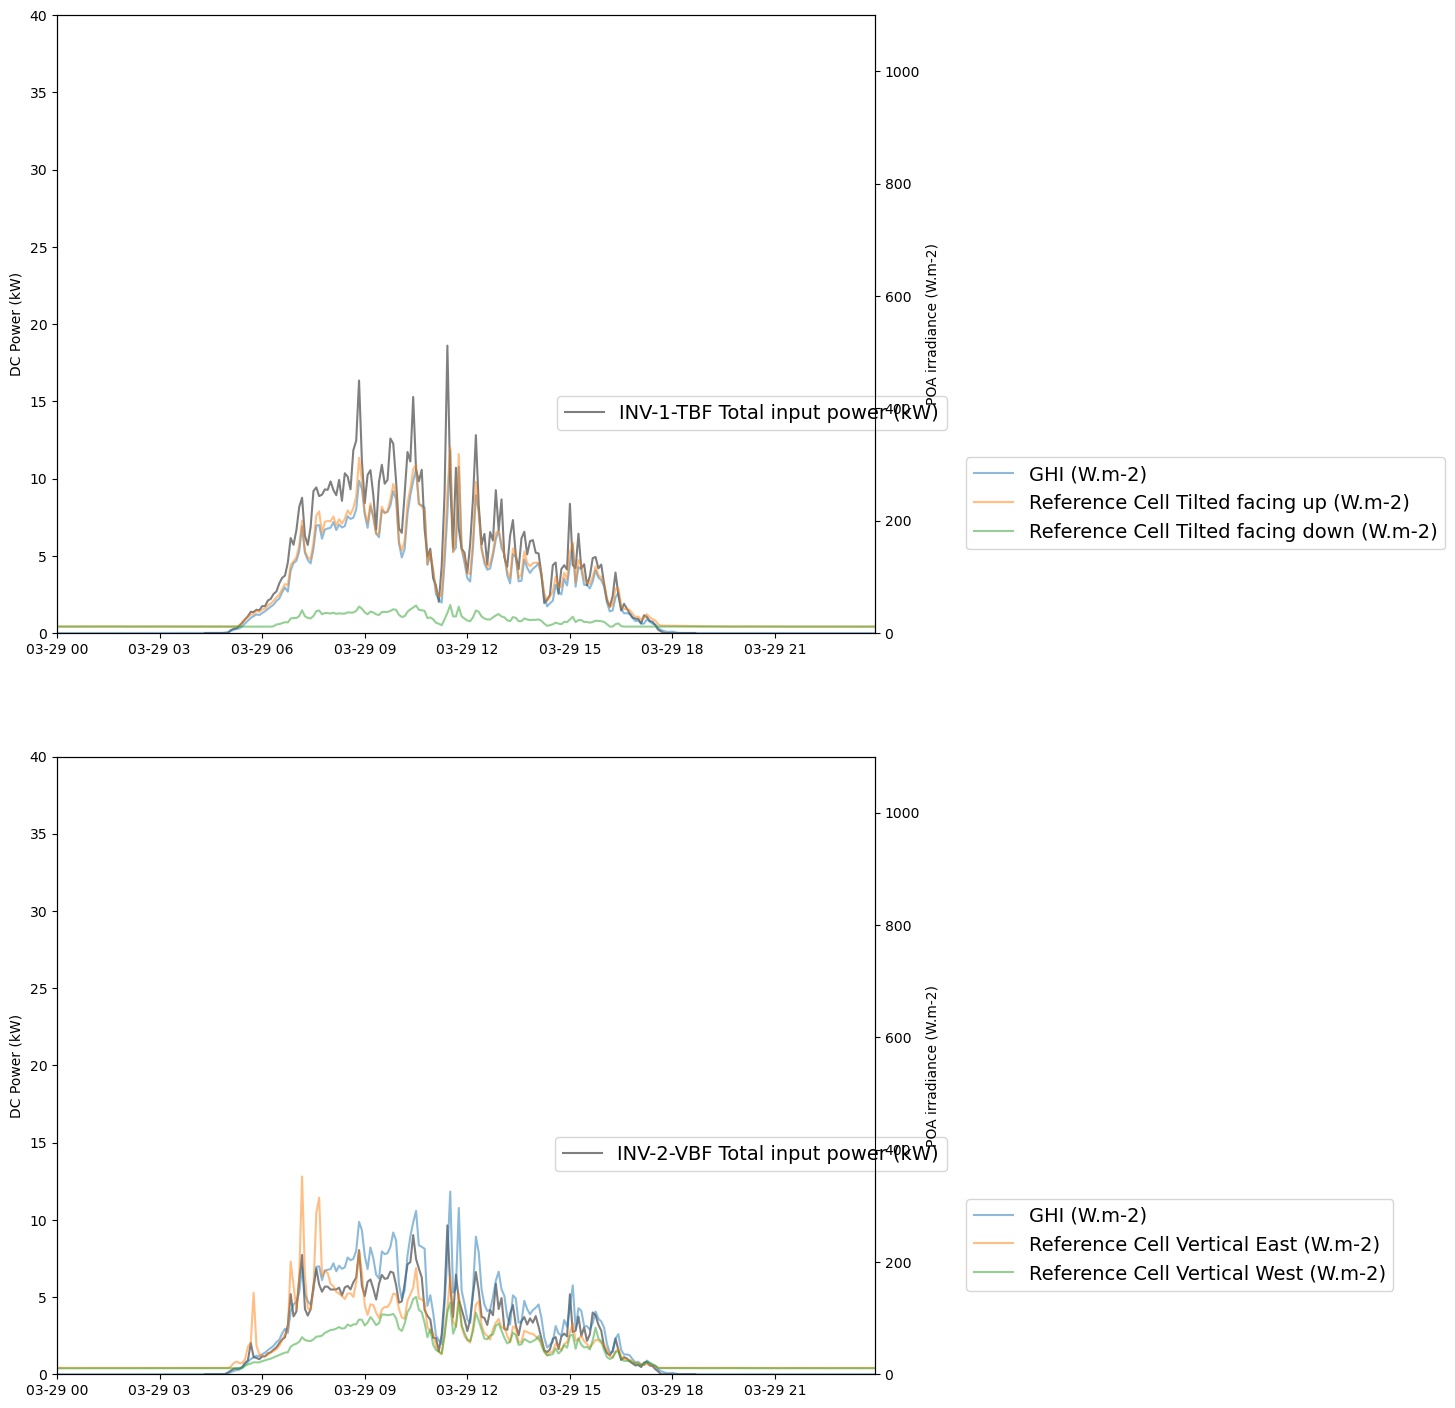 40
35
30
25
20
15
10
5
0
DC Power (kW)
1000
800
600
400
200
0
POA irradiance (W.m-2)
INV-1-TBF Total input power (kW)
GHI (W.m-2)
Reference Cell Tilted facing up (W.m-2)
Reference Cell Tilted facing down (W.m-2)
03-29 00 03-29 03 03-29 06 03-29 09 03-29 12 03-29 15 03-29 18 03-29 21
40
35
30
25
20
15
10
5
0
DC Power (kW)
1000
800
600
400
200
0
POA irradiance (W.m-2)
INV-2-VBF Total input power (kW)
GHI (W.m-2)
Reference Cell Vertical East (W.m-2)
Reference Cell Vertical West (W.m-2)
03-29 00 03-29 03 03-29 06 03-29 09 03-29 12 03-29 15 03-29 18 03-29 21